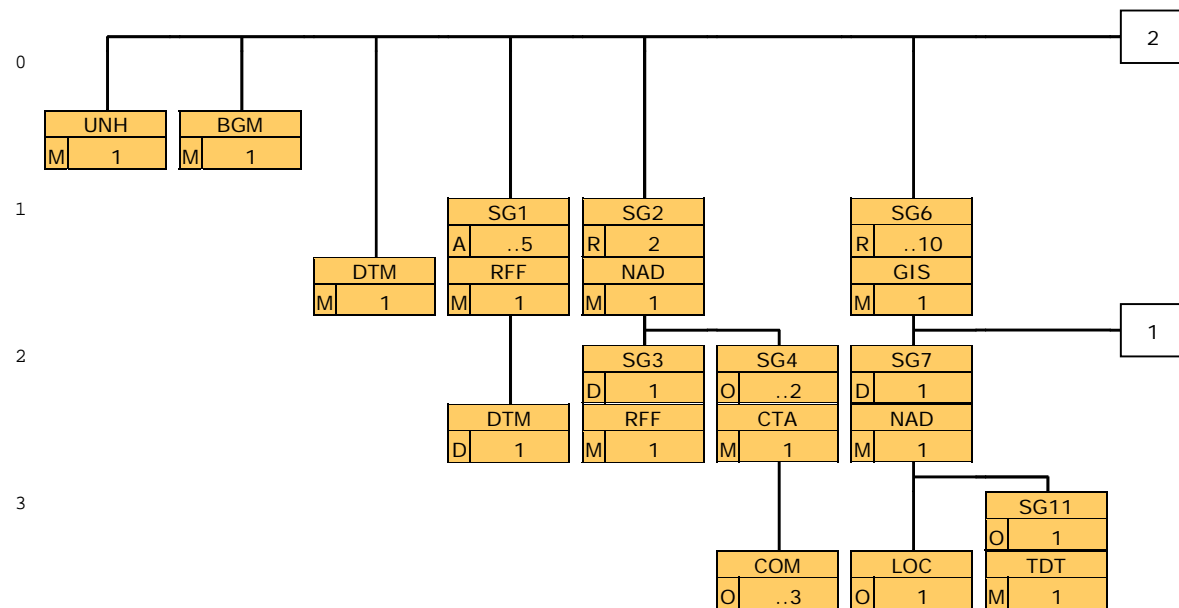 2
0
UNH BGM
M 1 M 1
1
SG1 SG2 SG6
A ..5 R 2 R ..10
DTM RFF NAD GIS
M 1 M 1 M 1 M 1
1
2
SG3 SG4 SG7
D 1 O ..2 D 1
DTM RFF CTA NAD
D 1 M 1 M 1 M 1
3
SG11
O 1
COM LOC TDT
O ..3 O 1 M 1